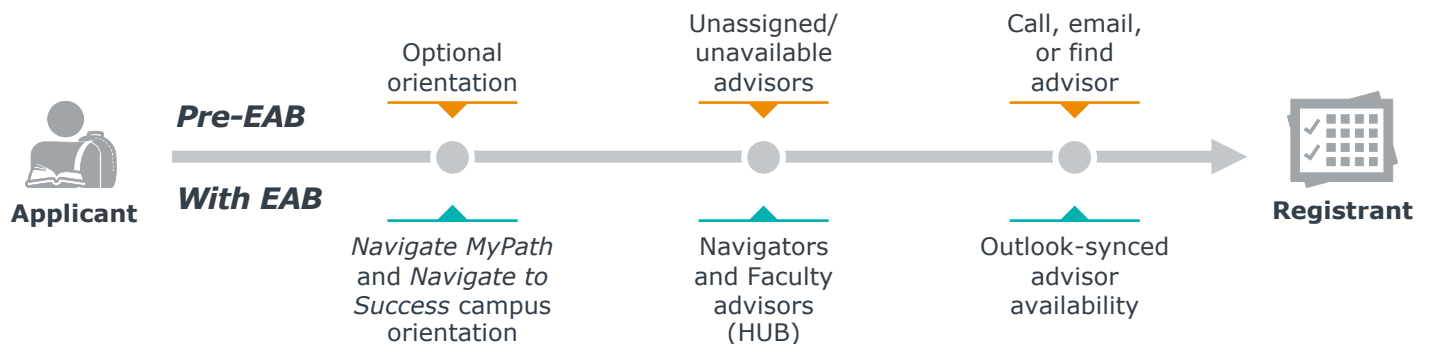 Optional
orientation
Unassigned/
unavailable
advisors
Call, email,
or find
advisor
Pre-EAB
With EAB
Applicant
Registrant
Navigate MyPath
and Navigate to
Success campus
orientation
Navigators
and Faculty
advisors
(HUB)
Outlook-synced
advisor
availability